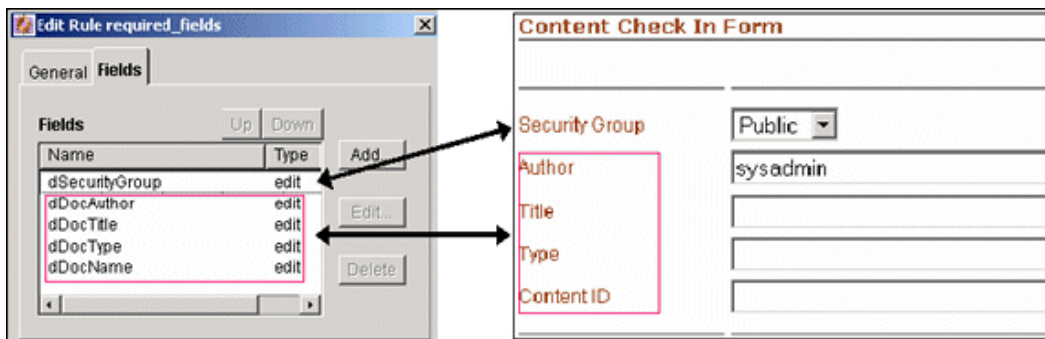 Edit Rule required_fields
General Fields
Fields Up Down
Name Type Add...
dSecurityGroup edit
dDocAuthor edit
dDocTitle edit
dDocType edit
dDocName edit
Edit...
Delete
Content Check In Form
Security Group Public
Author sysadmin
Title
Type
Content ID